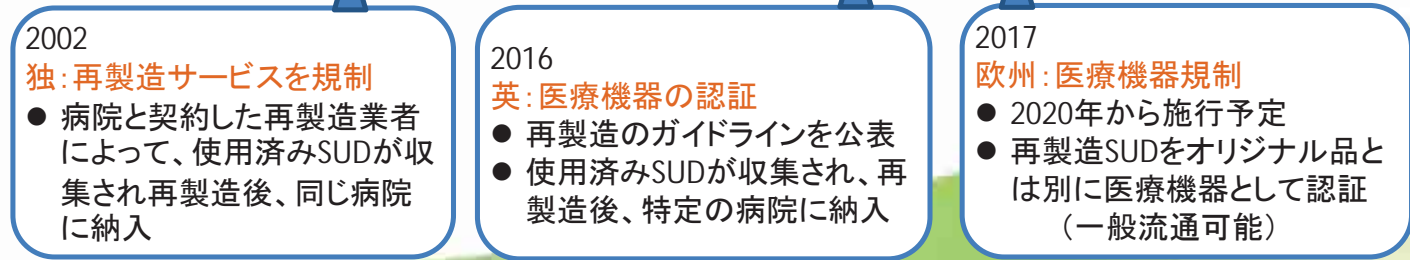 2002
独:再製造サービスを規制
● 病院と契約した再製造業者
によって、使用済みSUDが収
集され再製造後、同じ病院
に納入
2016
英:医療機器の認証
● 再製造のガイドラインを公表
● 使用済みSUDが収集され、再
製造後、特定の病院に納入
2017
欧州:医療機器規制
● 2020年から施行予定
● 再製造SUDをオリジナル品と
は別に医療機器として認証
(一般流通可能)